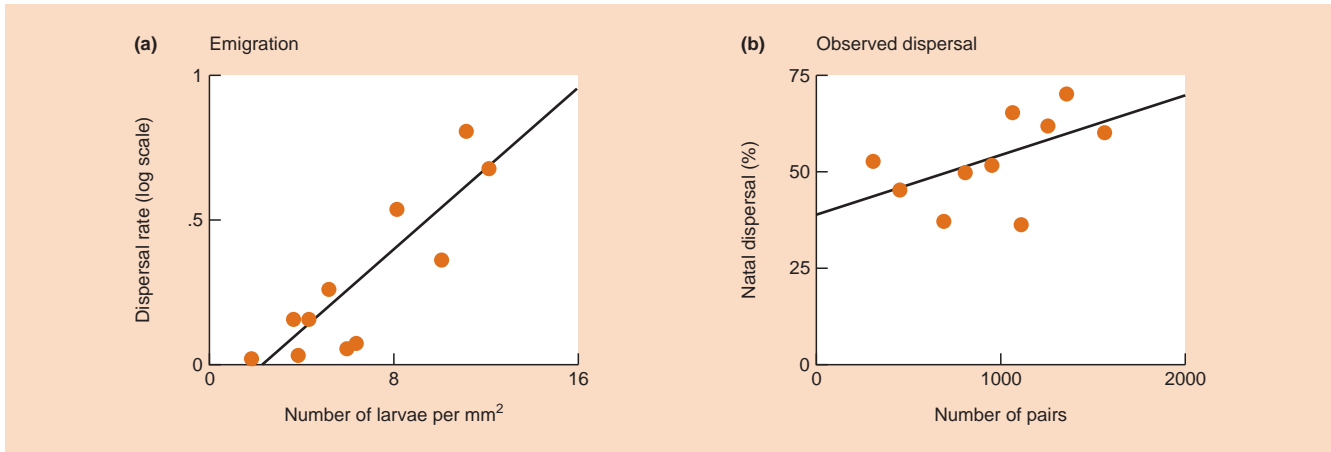 (a) Emigration
1
.5
0
Dispersal rate (log scale)
0 8 16
Number of larvae per mm²
(b) Observed dispersal
75
50
25
0
Natal dispersal (%)
0 1000 2000
Number of pairs